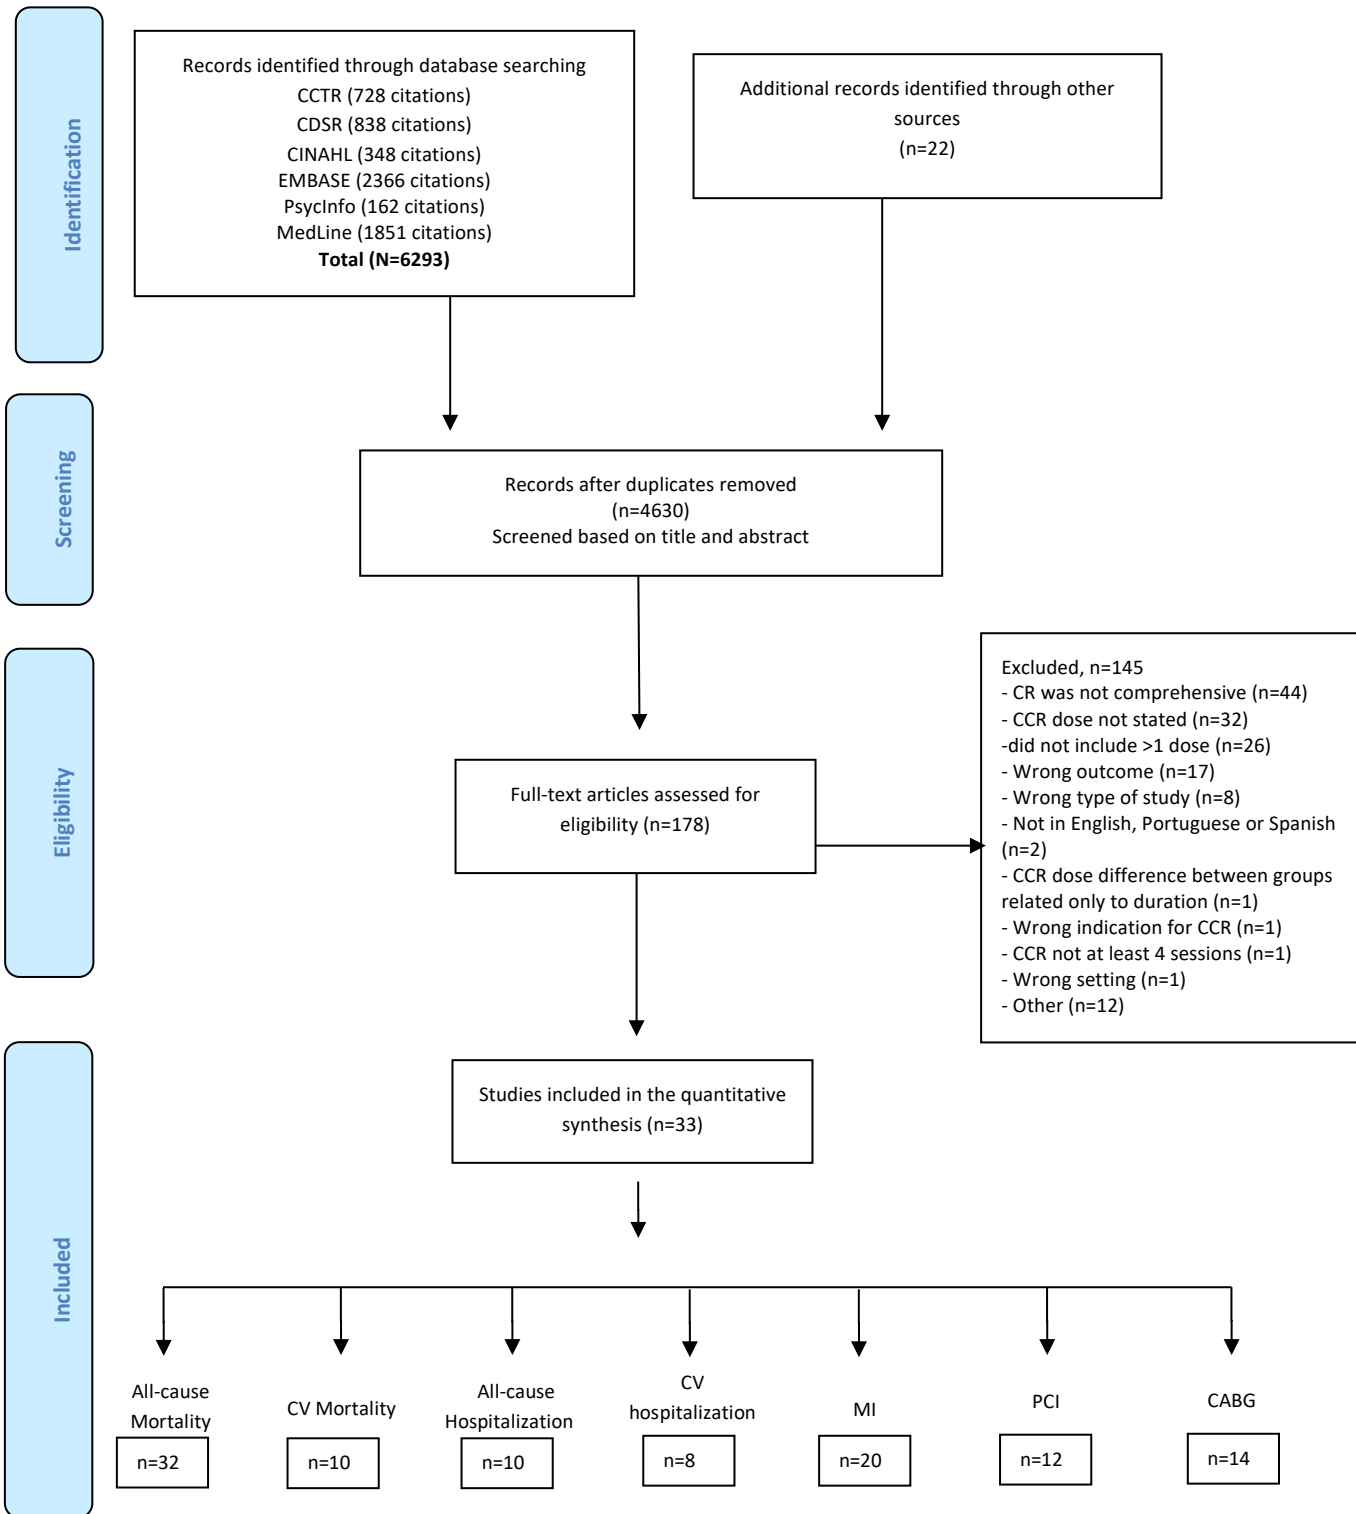 Identification
Records identified through database searching
CCTR (728 citations)
CDSR (838 citations)
CINAHL (348 citations)
EMBASE (2366 citations)
PsycInfo (162 citations)
MedLine (1851 citations)
Total (N=6293)
Additional records identified through other
sources
(n=22)
Screening
Records after duplicates removed
(n=4630)
Screened based on title and abstract
Eligibility
Full-text articles assessed for
eligibility (n=178)
Excluded, n=145
- CR was not comprehensive (n=44)
- CCR dose not stated (n=32)
-did not include >1 dose (n=26)
- Wrong outcome (n=17)
- Wrong type of study (n=8)
- Not in English, Portuguese or Spanish
(n=2)
- CCR dose difference between groups
related only to duration (n=1)
- Wrong indication for CCR (n=1)
- CCR not at least 4 sessions (n=1)
- Wrong setting (n=1)
- Other (n=12)
Included
Studies included in the quantitative
synthesis (n=33)
All-cause
Mortality
n=32
CV Mortality
n=10
All-cause
Hospitalization
n=10
CV
hospitalization
n=8
MI
n=20
PCI
n=12
CABG
n=14